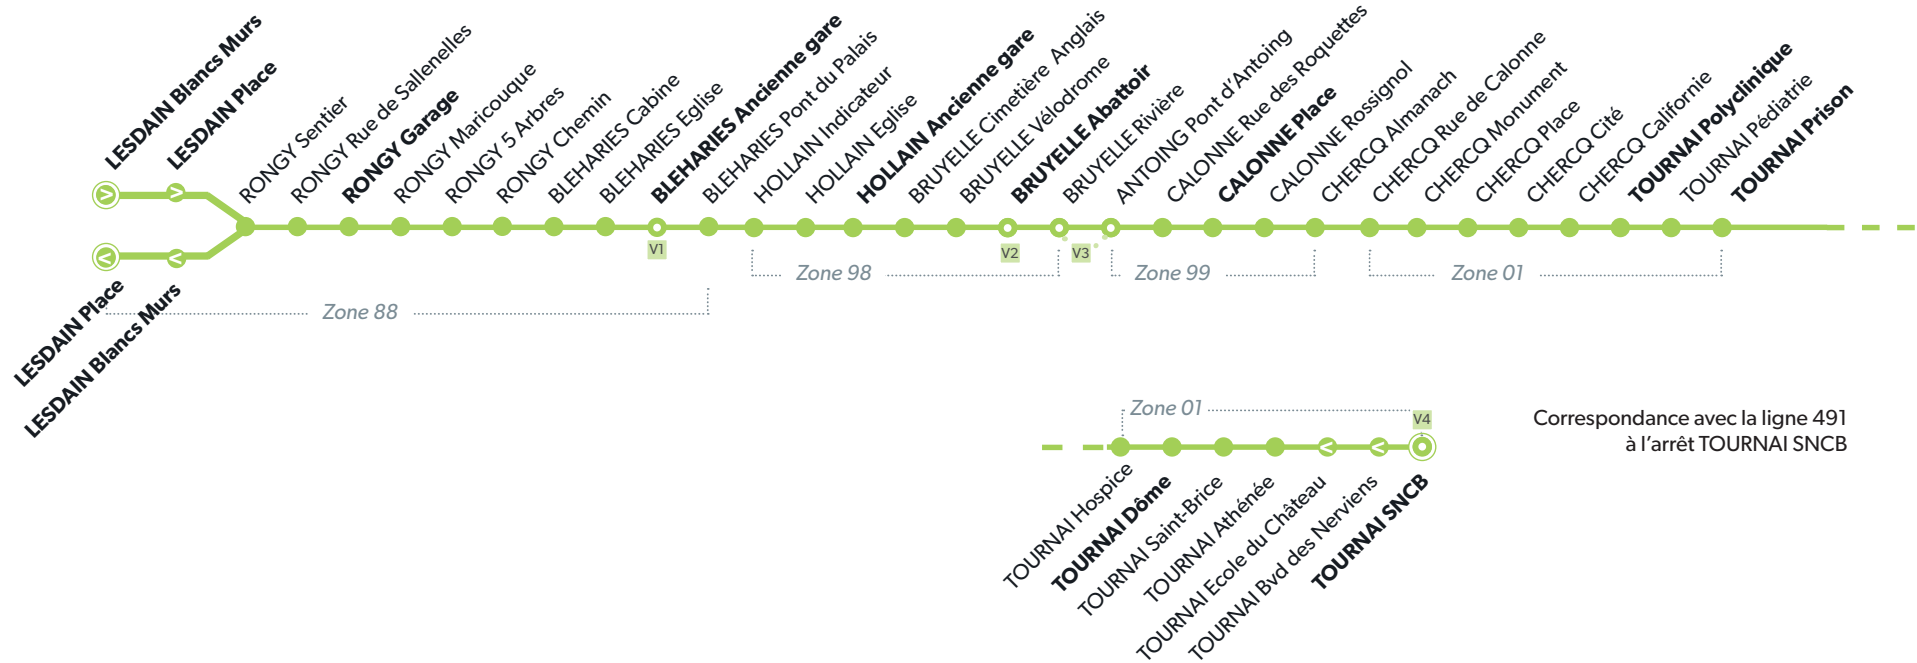 LESDAIN Blancs Murs
LESDAIN Place
RONGY Sentier
RONGY Rue de Sallenelles
RONGY Garage
RONGY Maricouque
RONGY 5 Arbres
RONGY Chemin
BLEHARIES Cabine
BLEHARIES Eglise
BLEHARIES Ancienne gare
BLEHARIES Pont du Palais
HOLLAIN Indicateur
HOLLAIN Eglise
HOLLAIN Ancienne gare
BRUYELLE Cimetière Anglais
BRUYELLE Vélodrome
BRUYELLE Abattoir
BRUYELLE Rivière
ANTOING Pont d'Antoing
CALONNE Rue des Roquettes
CALONNE Place
CALONNE Rossignol
CHERCQ Almanach
CHERCQ Rue de Calonne
CHERCQ Monument
CHERCQ Place
CHERCQ Cité
CHERCQ Californie
TOURNAI Polyclinique
TOURNAI Pédiatrie
TOURNAI Prison
V1
V2
V3
Zone 98
Zone 99
Zone 01
Zone 88
LESDAIN Place
LESDAIN Blancs Murs
Zone 01
V4
Correspondance avec la ligne 491
à l'arrêt TOURNAI SNCB
TOURNAI Hospice
TOURNAI Dôme
TOURNAI Saint-Brice
TOURNAI Athénée
TOURNAI Ecole du Château
TOURNAI Bvd des Nerviens
TOURNAI SNCB